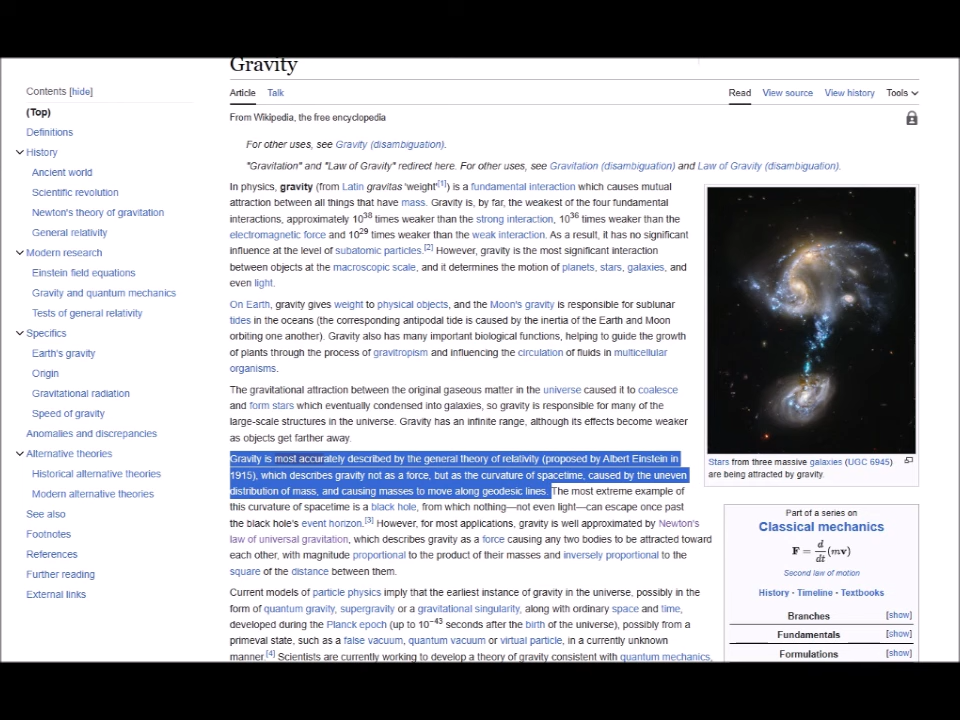 Gravity
Contents [hide]
(Top)
Definitions
History
Ancient world
Scientific revolution
Newton's theory of gravitation
General relativity
Modern research
Einstein field equations
Gravity and quantum mechanics
Tests of general relativity
Specifics
Earth's gravity
Origin
Gravitational radiation
Speed of gravity
Anomalies and discrepancies
Alternative theories
Historical alternative theories
Modern alternative theories
See also
Footnotes
References
Further reading
External links
Article Talk
Read View source View history Tools
From Wikipedia, the free encyclopedia
For other uses, see Gravity (disambiguation).
"Gravitation" and "Law of Gravity" redirect here. For other uses, see Gravitation (disambiguation) and Law of Gravity (disambiguation).
In physics, gravity (from Latin gravitas 'weight'[1]) is a fundamental interaction which causes mutual
attraction between all things that have mass. Gravity is, by far, the weakest of the four fundamental
interactions, approximately 10³⁸ times weaker than the strong interaction, 10³⁶ times weaker than the
electromagnetic force and 10²⁹ times weaker than the weak interaction. As a result, it has no significant
influence at the level of subatomic particles.[2] However, gravity is the most significant interaction
between objects at the macroscopic scale, and it determines the motion of planets, stars, galaxies, and
even light.
On Earth, gravity gives weight to physical objects, and the Moon's gravity is responsible for sublunar
tides in the oceans (the corresponding antipodal tide is caused by the inertia of the Earth and Moon
orbiting one another). Gravity also has many important biological functions, helping to guide the growth
of plants through the process of gravitropism and influencing the circulation of fluids in multicellular
organisms.
The gravitational attraction between the original gaseous matter in the universe caused it to coalesce
and form stars which eventually condensed into galaxies, so gravity is responsible for many of the
large-scale structures in the universe. Gravity has an infinite range, although its effects become weaker
as objects get farther away.
Gravity is most accurately described by the general theory of relativity (proposed by Albert Einstein in
1915), which describes gravity not as a force, but as the curvature of spacetime, caused by the uneven
distribution of mass, and causing masses to move along geodesic lines. The most extreme example of
this curvature of spacetime is a black hole, from which nothing—not even light—can escape once past
the black hole's event horizon.[3] However, for most applications, gravity is well approximated by Newton's
law of universal gravitation, which describes gravity as a force causing any two bodies to be attracted toward
each other, with magnitude proportional to the product of their masses and inversely proportional to the
square of the distance between them.
Current models of particle physics imply that the earliest instance of gravity in the universe, possibly in the
form of quantum gravity, supergravity or a gravitational singularity, along with ordinary space and time,
developed during the Planck epoch (up to 10⁻⁴³ seconds after the birth of the universe), possibly from a
primeval state, such as a false vacuum, quantum vacuum or virtual particle, in a currently unknown
manner.[4] Scientists are currently working to develop a theory of gravity consistent with quantum mechanics,
Stars from three massive galaxies (UGC 6945)
are being attracted by gravity.
Part of a series on
Classical mechanics
F = d/dt (mv)
Second law of motion
History · Timeline · Textbooks
Branches [show]
Fundamentals [show]
Formulations [show]